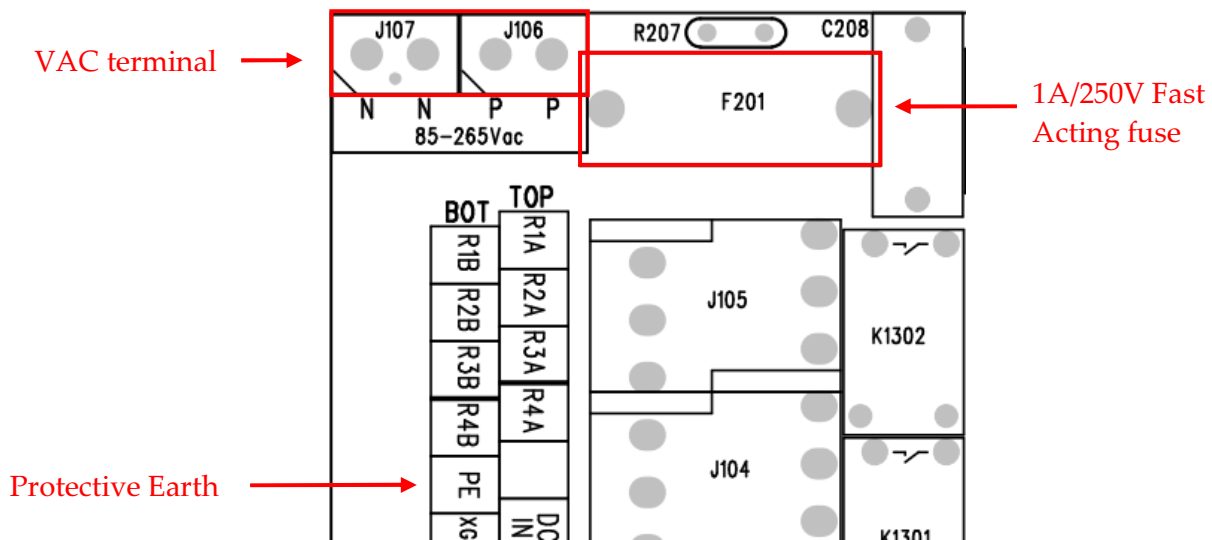 J107
J106
R207
C208
VAC terminal
F201
1A/250V Fast
Acting fuse
N
N
P
P
85-265Vac
BOT
TOP
R1B
R1A
R2B
R2A
J105
K1302
R3B
R3A
R4B
R4A
J104
Protective Earth
PE
XG
DC
IN
K1301